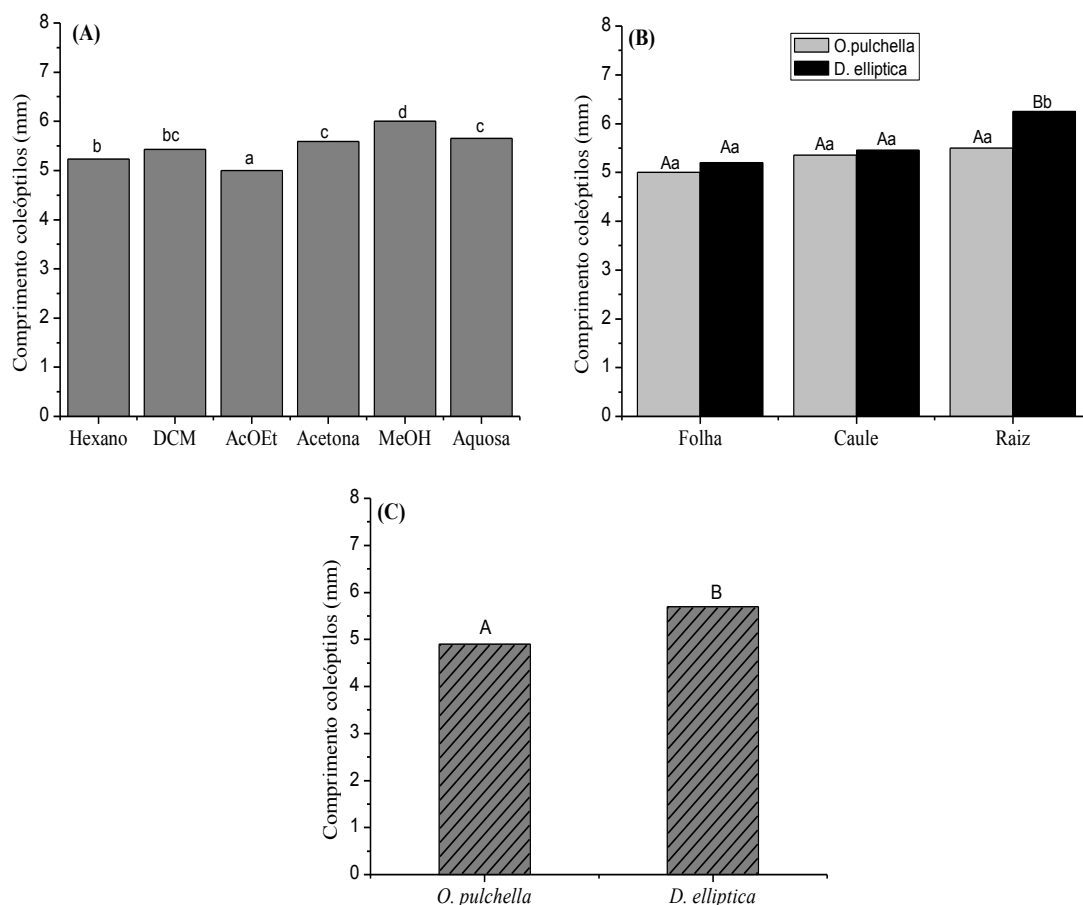 (A)
Comprimento coleóptilos (mm)
8
7
6
5
4
3
2
1
0
b
bc
a
c
d
c
Hexano DCM AcOEt Acetona MeOH Aquosa
(B)
O.pulchella
D. elliptica
Comprimento coleóptilos (mm)
8
7
6
5
4
3
2
1
0
Aa
Aa
Aa
Aa
Aa
Bb
Folha Caule Raiz
(C)
Comprimento coleóptilos (mm)
8
7
6
5
4
3
2
1
0
A
B
O. pulchella D. elliptica